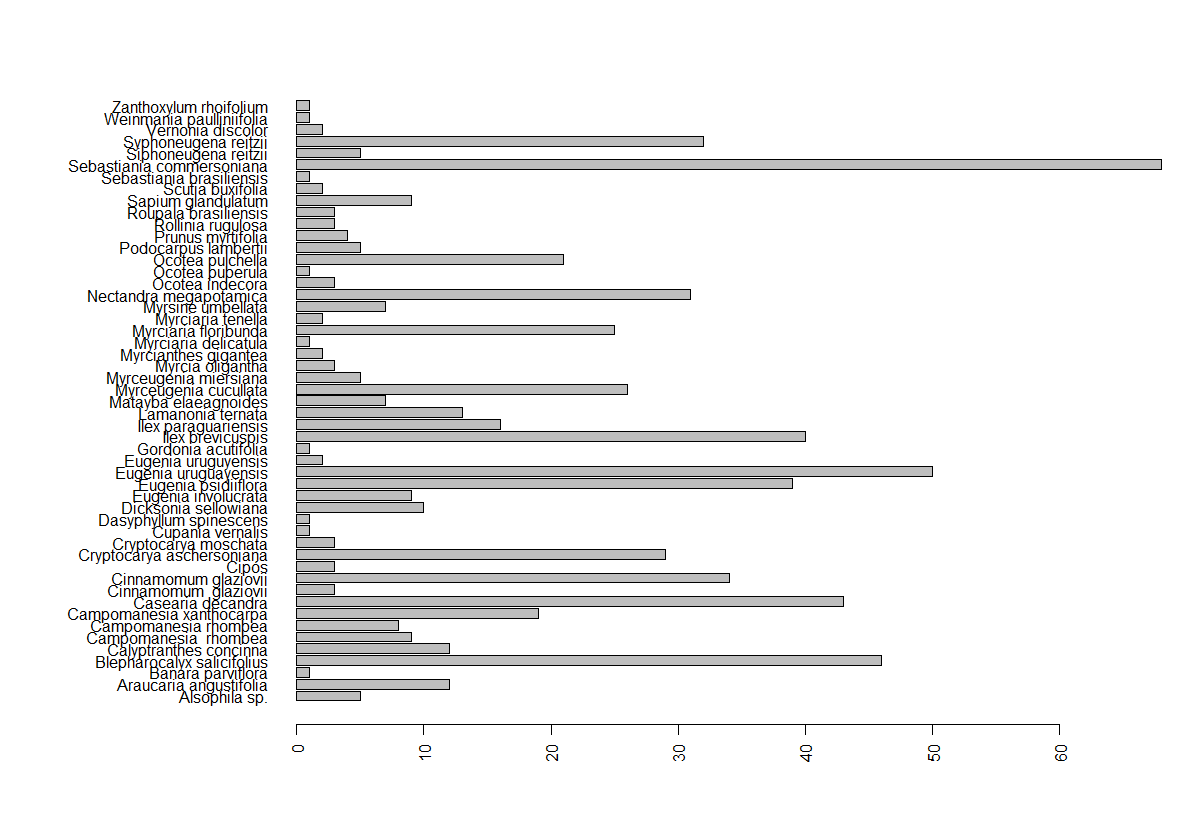 Zanthoxylum rhoifolium
Weinmania paulliniifolia
Vernonia discolor
Syphoneugena reitzii
Siphoneugena reitzii
Sebastiania commersoniana
Sebastiania brasiliensis
Scutia buxifolia
Sapium glandulatum
Roupala brasiliensis
Rollinia rugulosa
Prunus myrtifolia
Podocarpus lambertii
Ocotea pulchella
Ocotea puberula
Ocotea indecora
Nectandra megapotamica
Myrsine umbellata
Myrciaria tenella
Myrciaria floribunda
Myrciaria delicatula
Myrcianthes gigantea
Myrcia oligantha
Myrceugenia miersiana
Myrceugenia cucullata
Matayba elaeagnoides
Lamanonia ternata
Ilex paraguariensis
Ilex brevicuspis
Gordonia acutifolia
Eugenia uruguyensis
Eugenia uruguayensis
Eugenia psidiiflora
Eugenia involucrata
Dicksonia sellowiana
Dasyphyllum spinescens
Cupania vernalis
Cryptocarya moschata
Cryptocarya aschersoniana
Cipós
Cinnamomum glaziovii
Cinnamomum  glaziovii
Casearia decandra
Campomanesia xanthocarpa
Campomanesia rhombea
Campomanesia  rhombea
Calyptranthes concinna
Blepharocalyx salicifolius
Banara parviflora
Araucaria angustifolia
Alsophila sp.
0 10 20 30 40 50 60